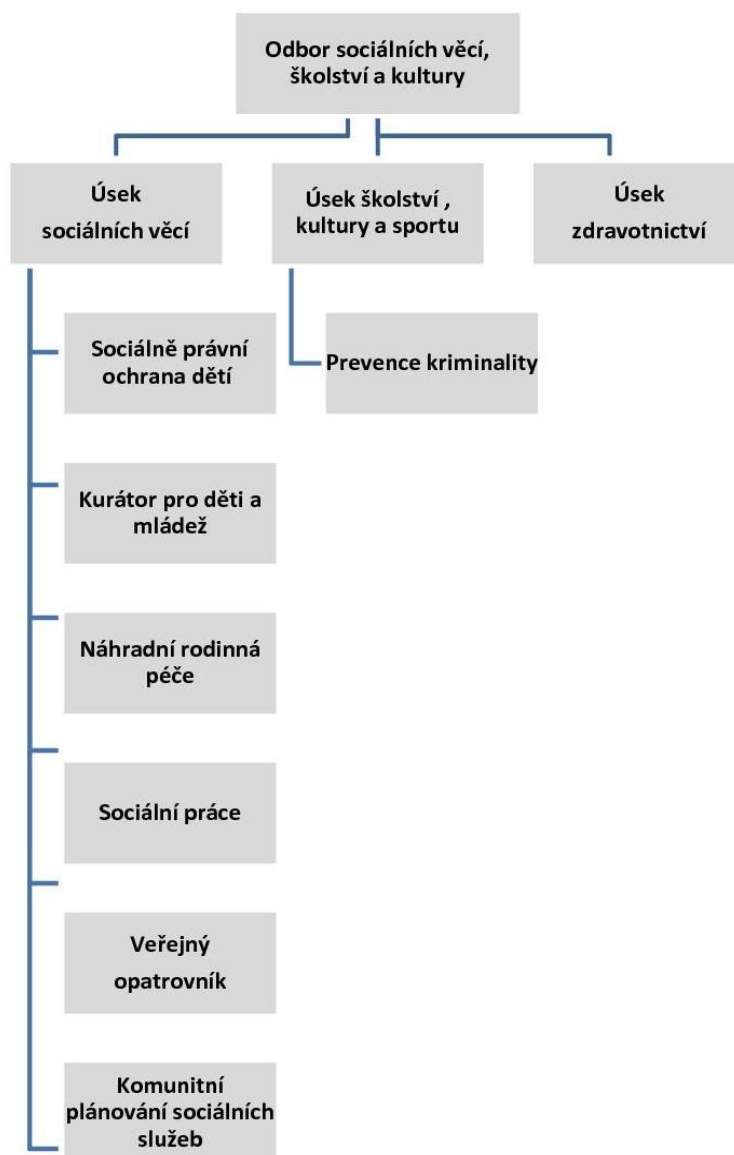 Odbor sociálních věcí,
školství a kultury
Úsek
sociálních věcí
Úsek školství ,
kultury a sportu
Úsek
zdravotnictví
Sociálně právní
ochrana dětí
Prevence kriminality
Kurátor pro děti a
mládež
Náhradní rodinná
péče
Sociální práce
Veřejný
opatrovník
Komunitní
plánování sociálních
služeb